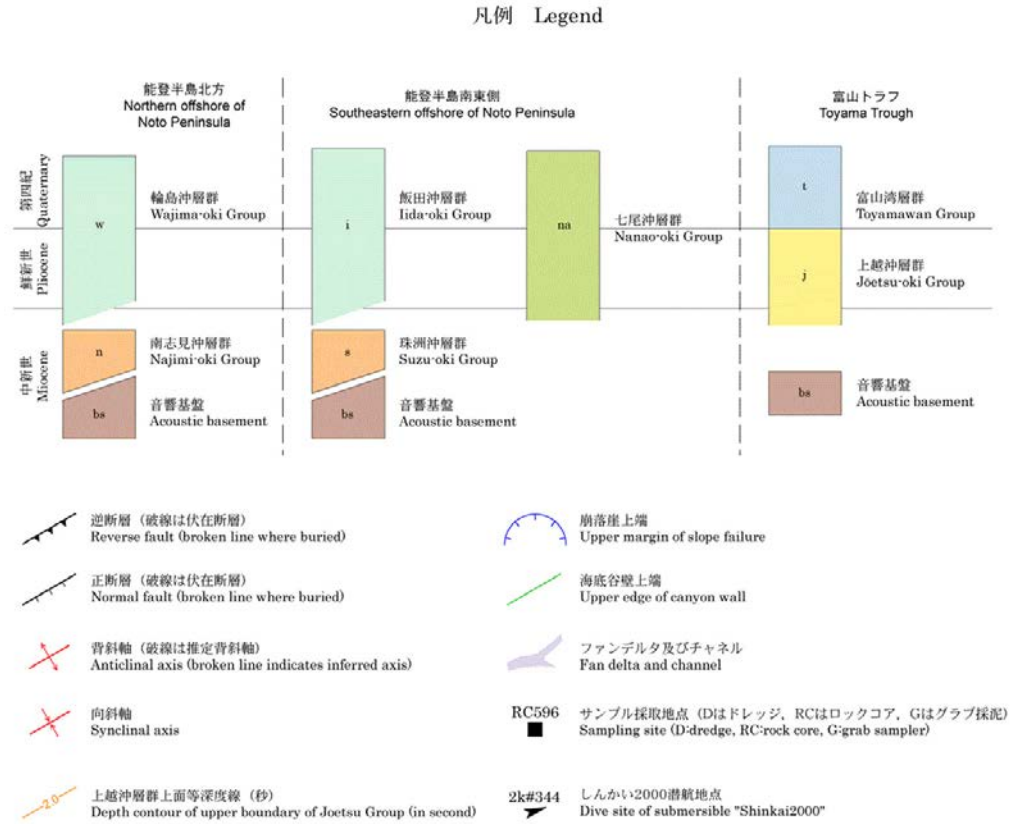 凡例 Legend
能登半島北方
Northern offshore of
Noto Peninsula
能登半島南東側
Southeastern offshore of Noto Peninsula
富山トラフ
Toyama Trough
第四紀
Quaternary
鮮新世
Pliocene
中新世
Miocene
w
輪島沖層群
Wajima-oki Group
n
南志見沖層群
Najimi-oki Group
bs
音響基盤
Acoustic basement
i
飯田沖層群
Iida-oki Group
s
珠洲沖層群
Suzu-oki Group
bs
音響基盤
Acoustic basement
na
七尾沖層群
Nanao-oki Group
t
富山湾層群
Toyamawan Group
j
上越沖層群
Joetsu-oki Group
bs
音響基盤
Acoustic basement
逆断層（破線は伏在断層）
Reverse fault (broken line where buried)
正断層（破線は伏在断層）
Normal fault (broken line where buried)
背斜軸（破線は推定背斜軸）
Anticlinal axis (broken line indicates inferred axis)
向斜軸
Synclinal axis
-2.0
上越沖層群上面等深度線（秒）
Depth contour of upper boundary of Joetsu Group (in second)
崩落崖上端
Upper margin of slope failure
海底谷壁上端
Upper edge of canyon wall
ファンデルタ及びチャネル
Fan delta and channel
RC596
サンプル採取地点（Dはドレッジ，RCはロックコア，Gはグラブ採泥）
Sampling site (D:dredge, RC:rock core, G:grab sampler)
2k#344
しんかい2000潜航地点
Dive site of submersible "Shinkai2000"